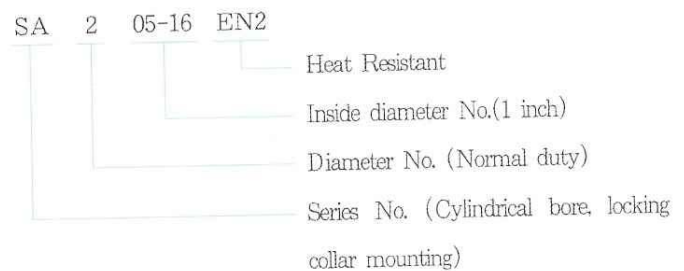 SA 2 05-16 EN2
Heat Resistant
Inside diameter No.(1 inch)
Diameter No. (Normal duty)
Series No. (Cylindrical bore, locking
collar mounting)